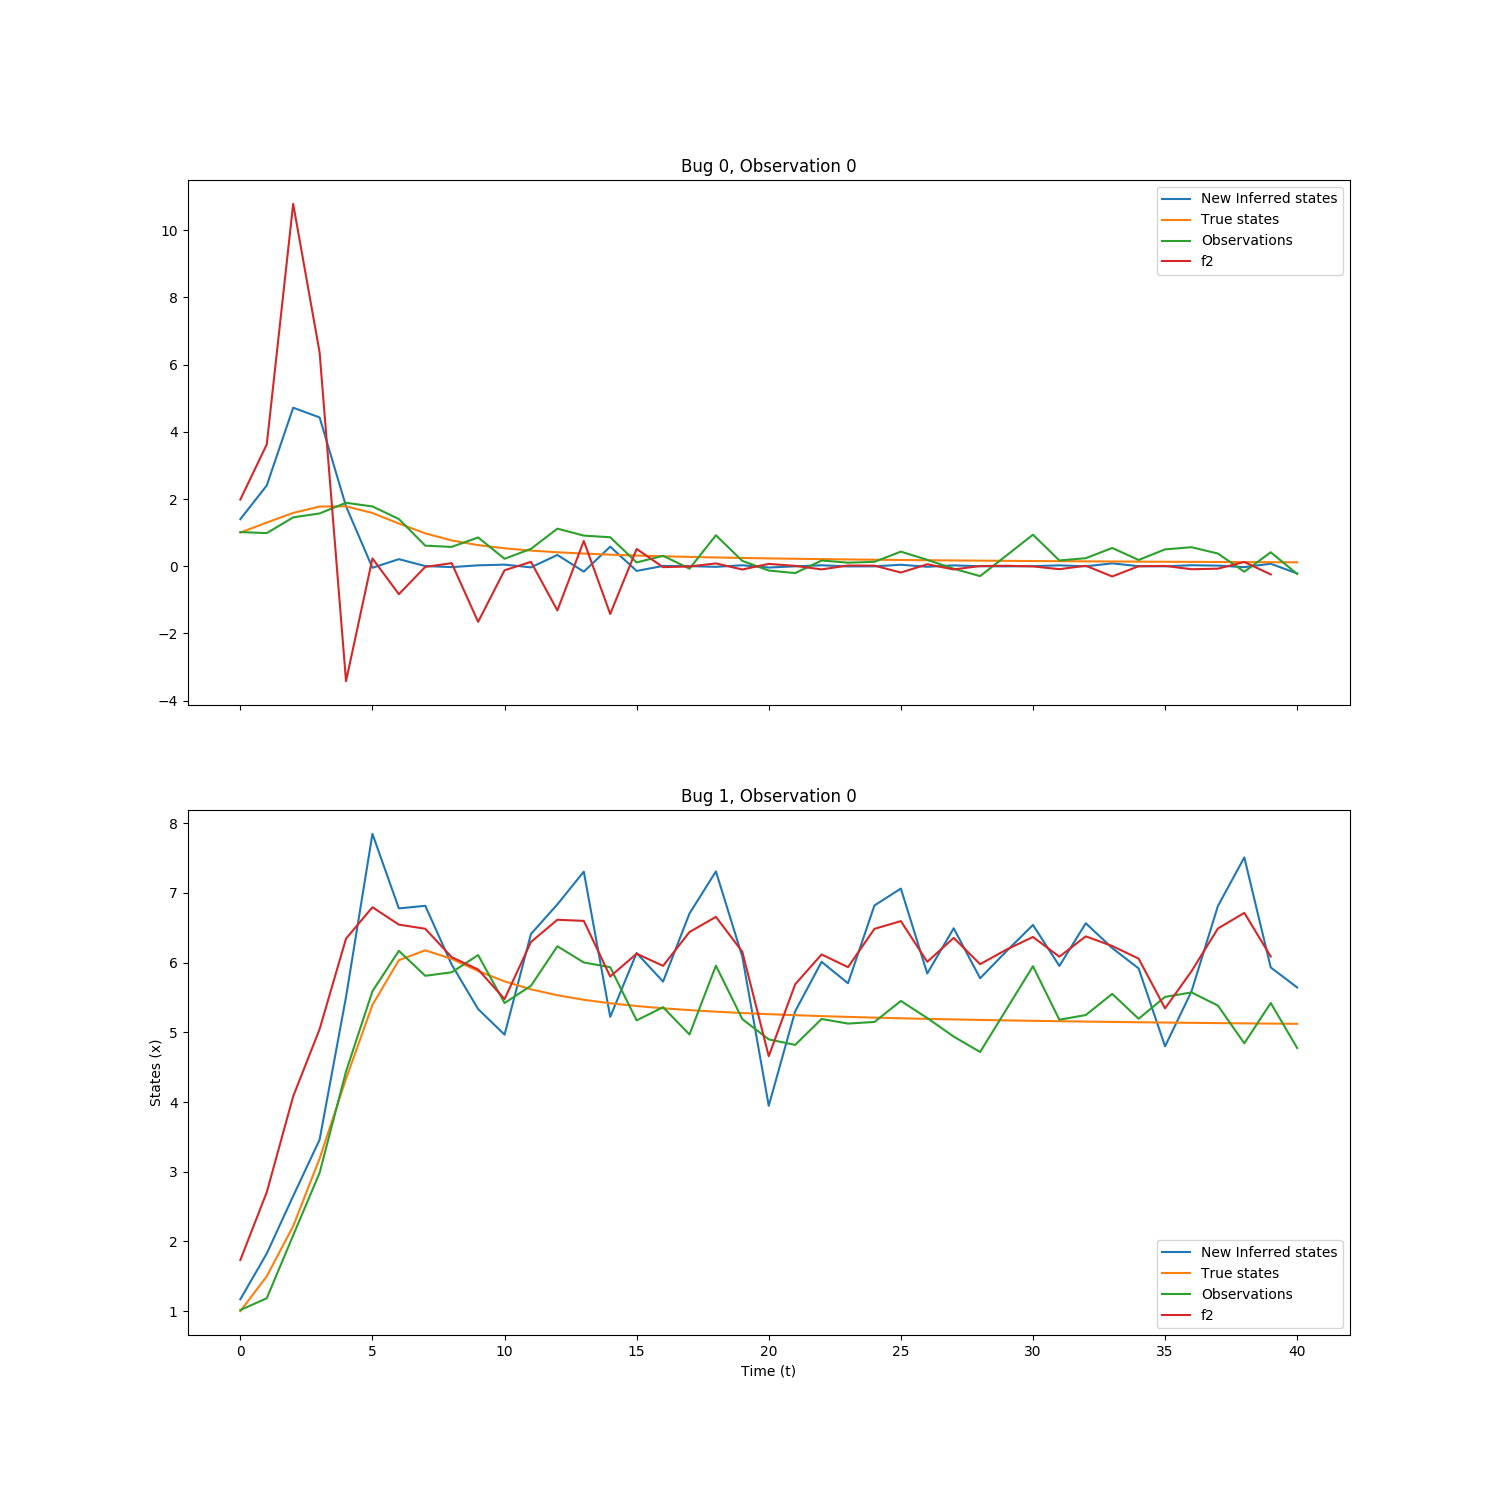 Bug 0, Observation 0
New Inferred states
True states
Observations
f2
10
8
6
4
2
0
−2
−4
Bug 1, Observation 0
8
7
6
5
4
3
2
1
States (x)
New Inferred states
True states
Observations
f2
0 5 10 15 20 25 30 35 40
Time (t)